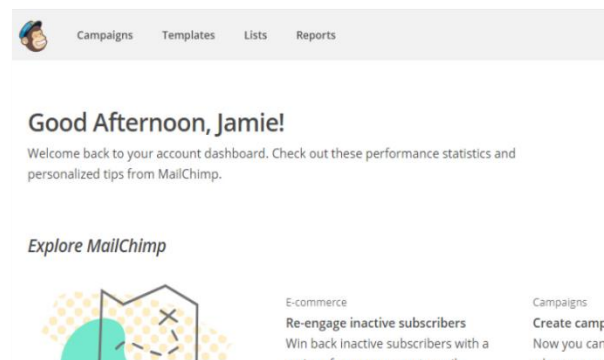 Campaigns Templates Lists Reports
Good Afternoon, Jamie!
Welcome back to your account dashboard. Check out these performance statistics and
personalized tips from MailChimp.
Explore MailChimp
E-commerce
Re-engage inactive subscribers
Win back inactive subscribers with a
Campaigns
Create camp
Now you can